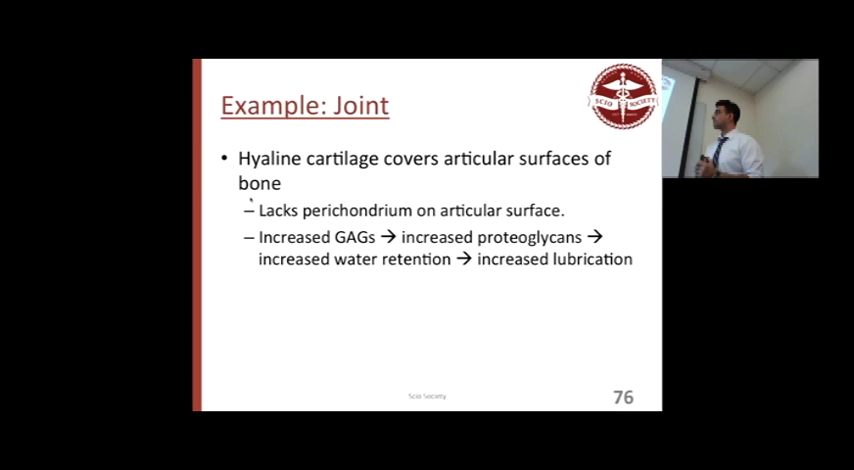 Example: Joint
SCIO SOCIETY
• Hyaline cartilage covers articular surfaces of
bone
– Lacks perichondrium on articular surface.
– Increased GAGs → increased proteoglycans →
increased water retention → increased lubrication
Scio Society
76